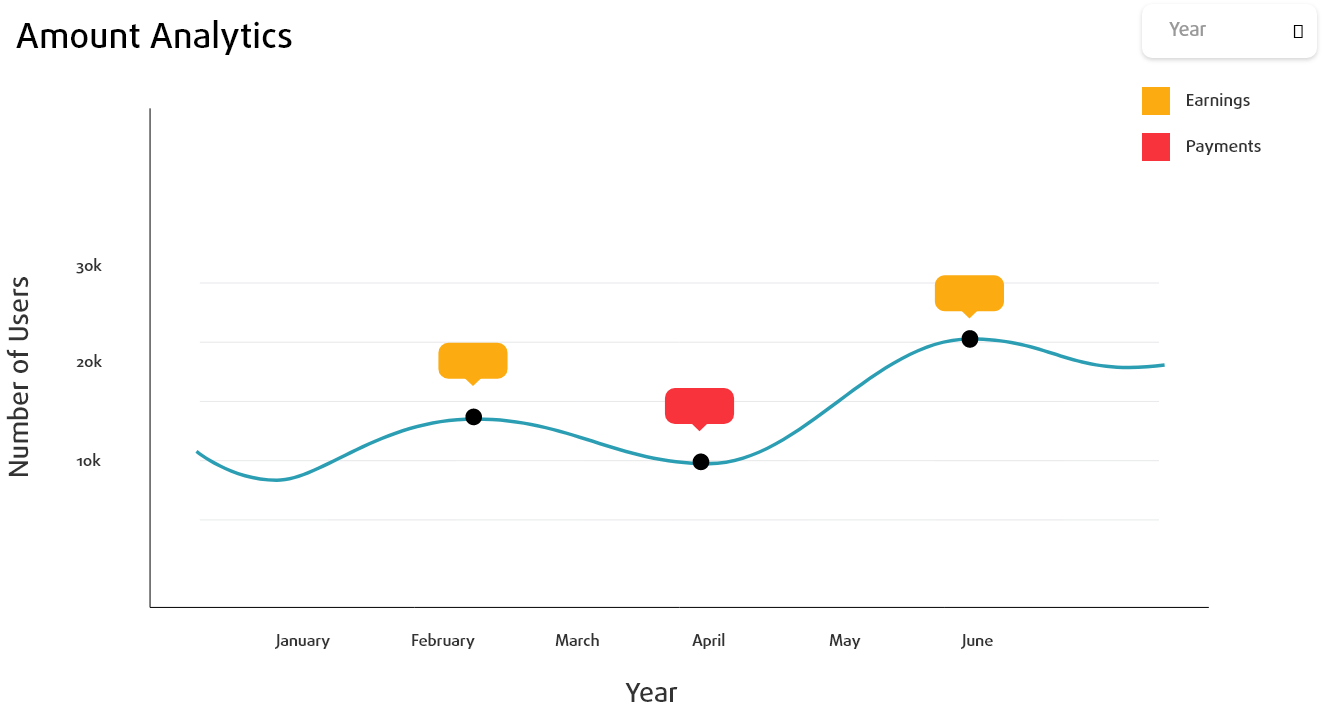 Amount Analytics
Year
Earnings
Payments
Number of Users
30k
20k
10k
January February March April May June
Year